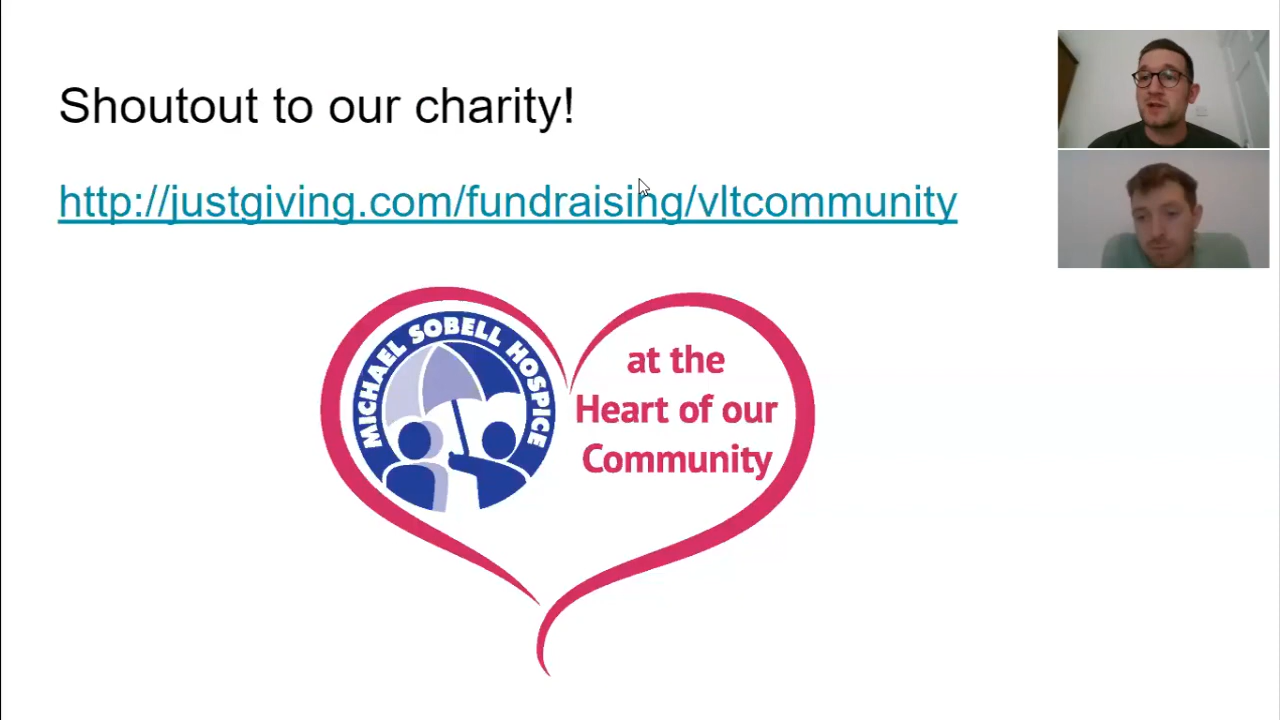 Shoutout to our charity!
http://justgiving.com/fundraising/vltcommunity
MICHAEL SOBELL HOSPICE
at the
Heart of our
Community